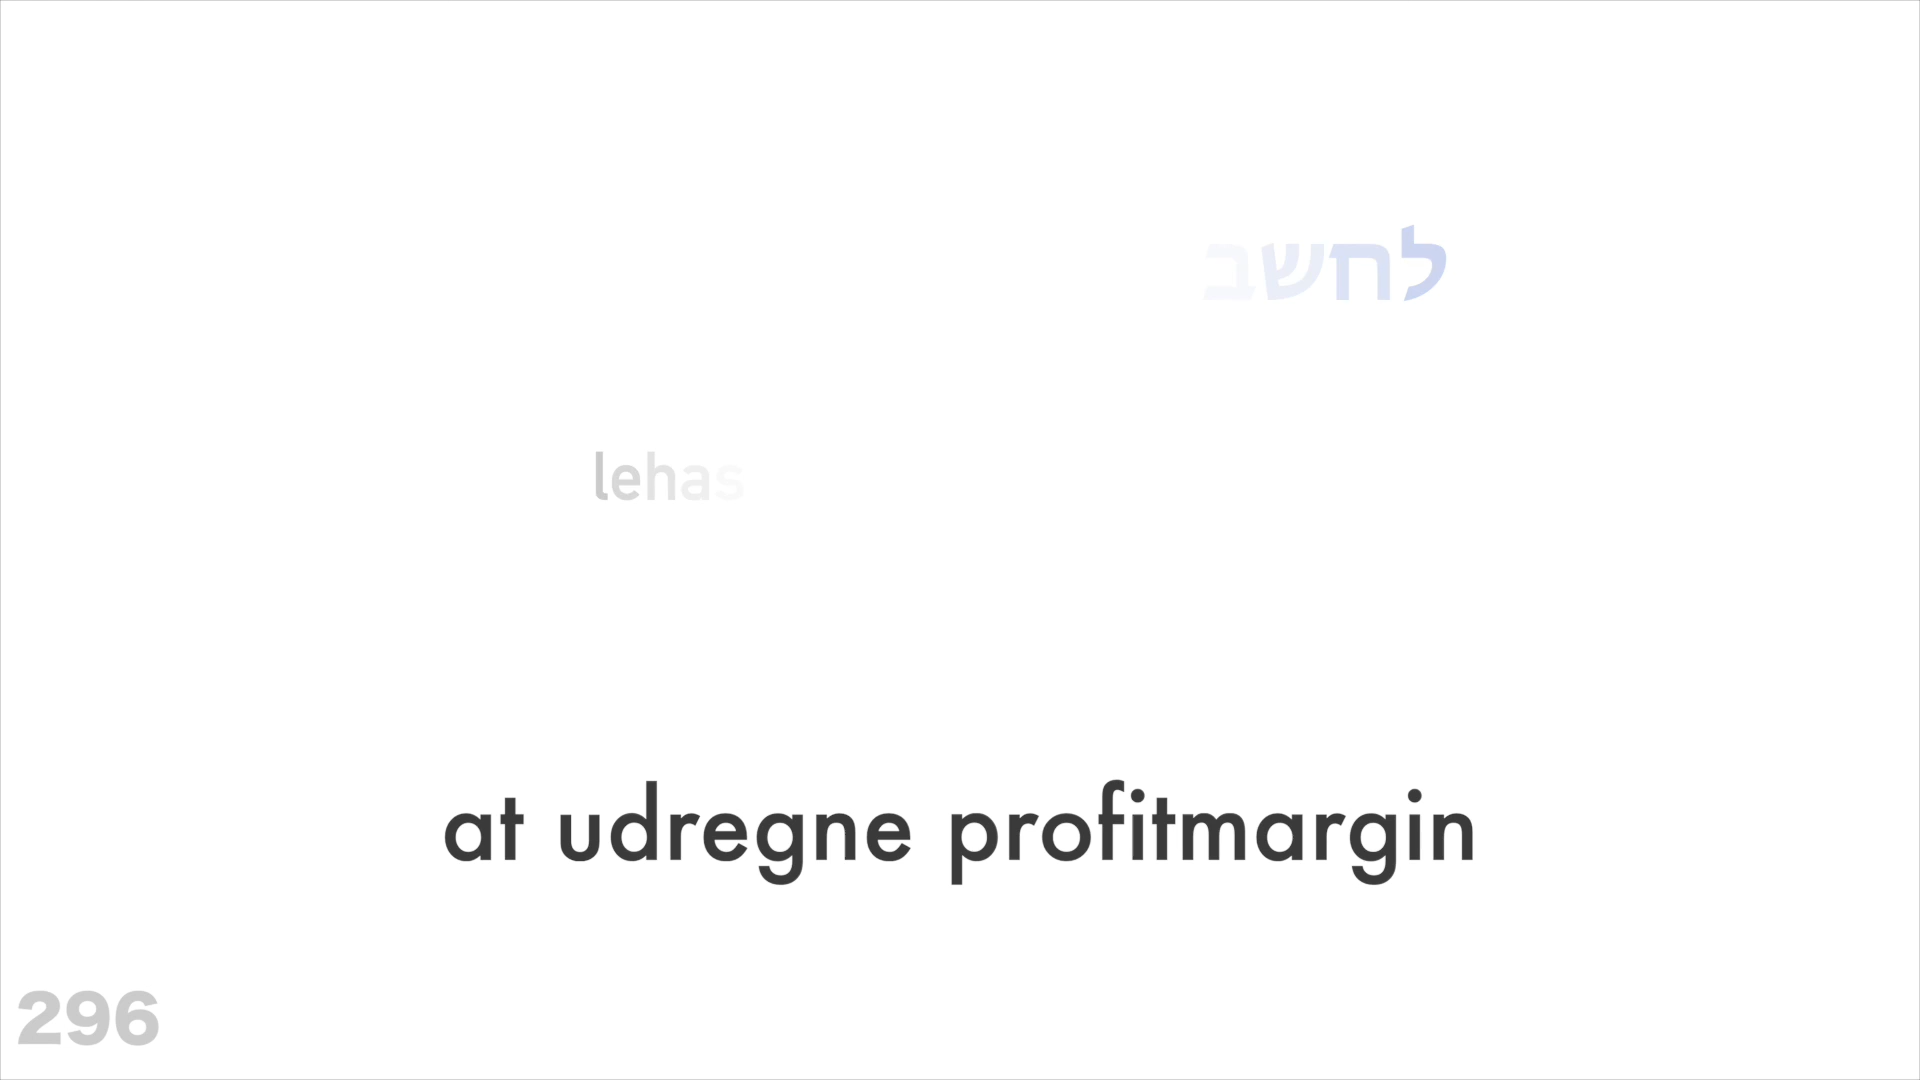 לחשב
lehas
at udregne profitmargin
296